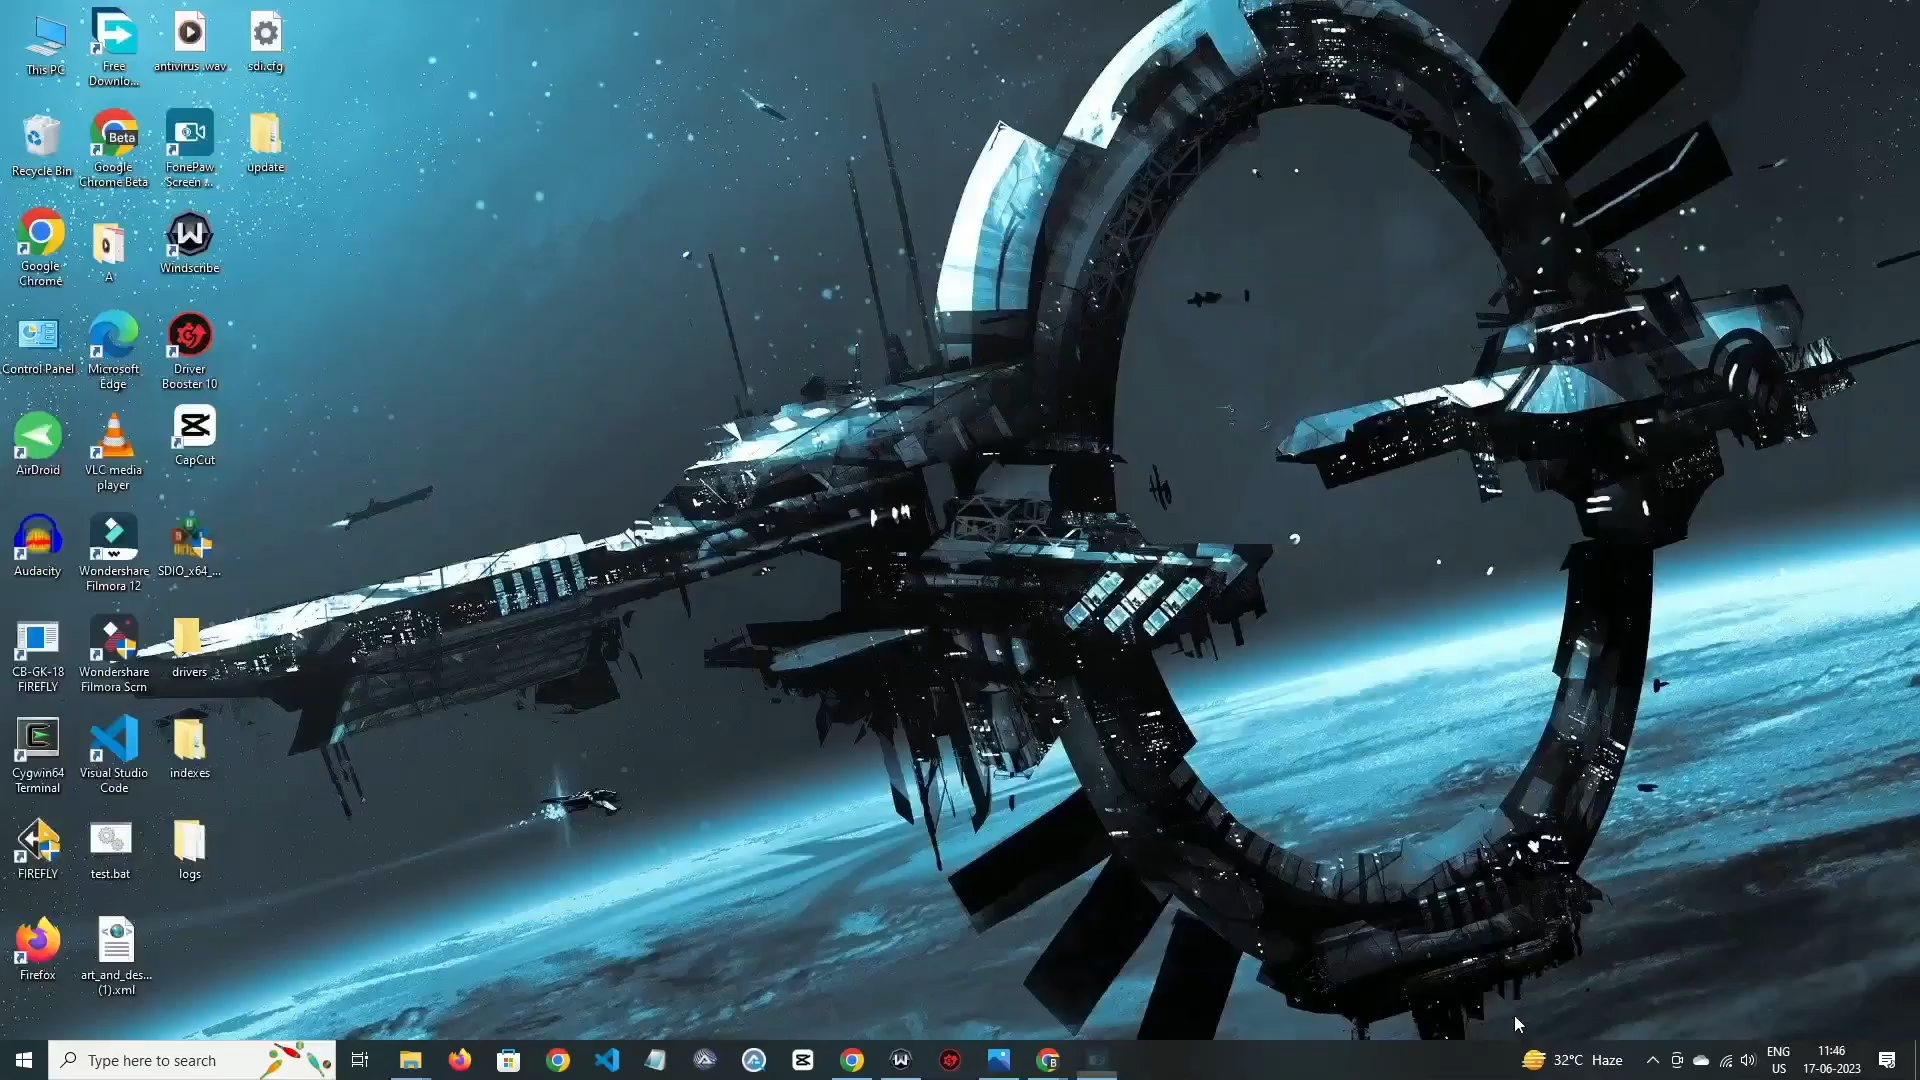 This PC
Free
Downlo...
antivirus .wav
sdi.cfg
Recycle Bin
Beta
Google
Chrome Beta
FonePaw
Screen ...
update
Google
Chrome
A
Windscribe
Control Panel
Microsoft
Edge
Driver
Booster 10
AirDroid
VLC media
player
CapCut
Audacity
Wondershare
Filmora 12
SDIO_x64_...
CB-GK-18
FIREFLY
Wondershare
Filmora Scrn
drivers
Cygwin64
Terminal
Visual Studio
Code
indexes
FIREFLY
test.bat
logs
Firefox
art_and_des...
(1).xml
Type here to search
32°C Haze
ENG
US
11:46
17-06-2023